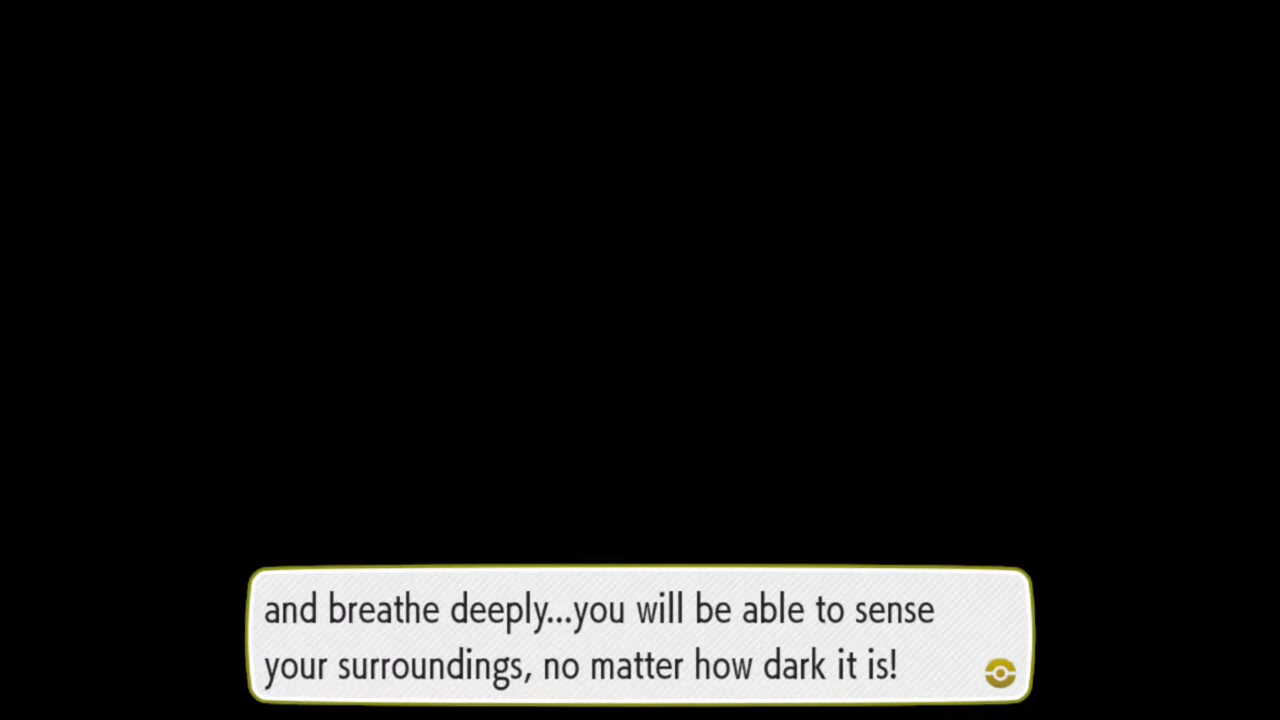 and breathe deeply...you will be able to sense
your surroundings, no matter how dark it is!